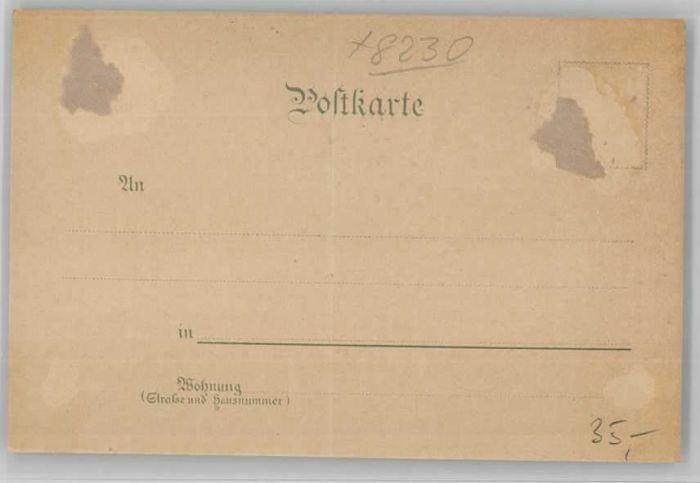 +8230
Postkarte
An
in
Wohnung
(Straße und Hausnummer)
35,-